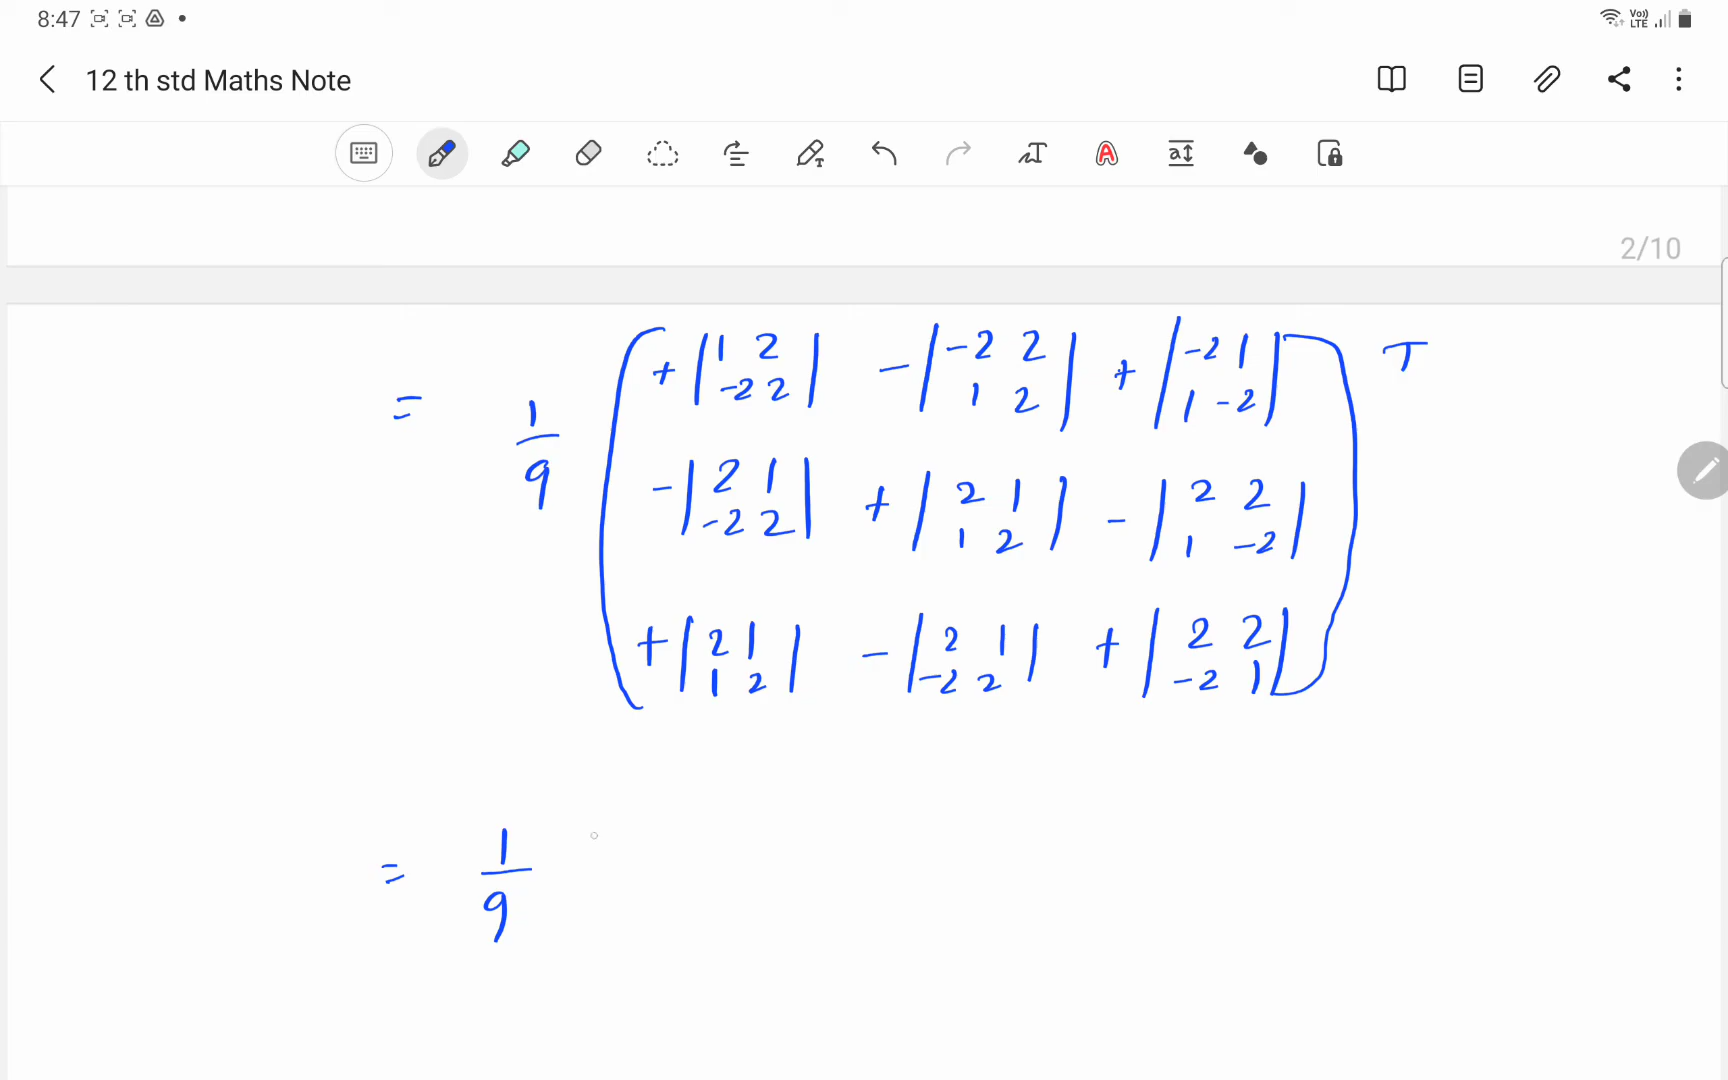 8:47
Vo))
LTE
12 th std Maths Note
2/10
= 1/9 ( +|1 2| -|-2 2| +|-2 1| ) T
|-2 2| |1 2| |1 -2|
-|2 1| +|2 1| -|2 2|
|-2 2| |1 2| |1 -2|
+|2 1| -|2 1| +|2 2|
|1 2| |-2 2| |-2 1|
= 1/9